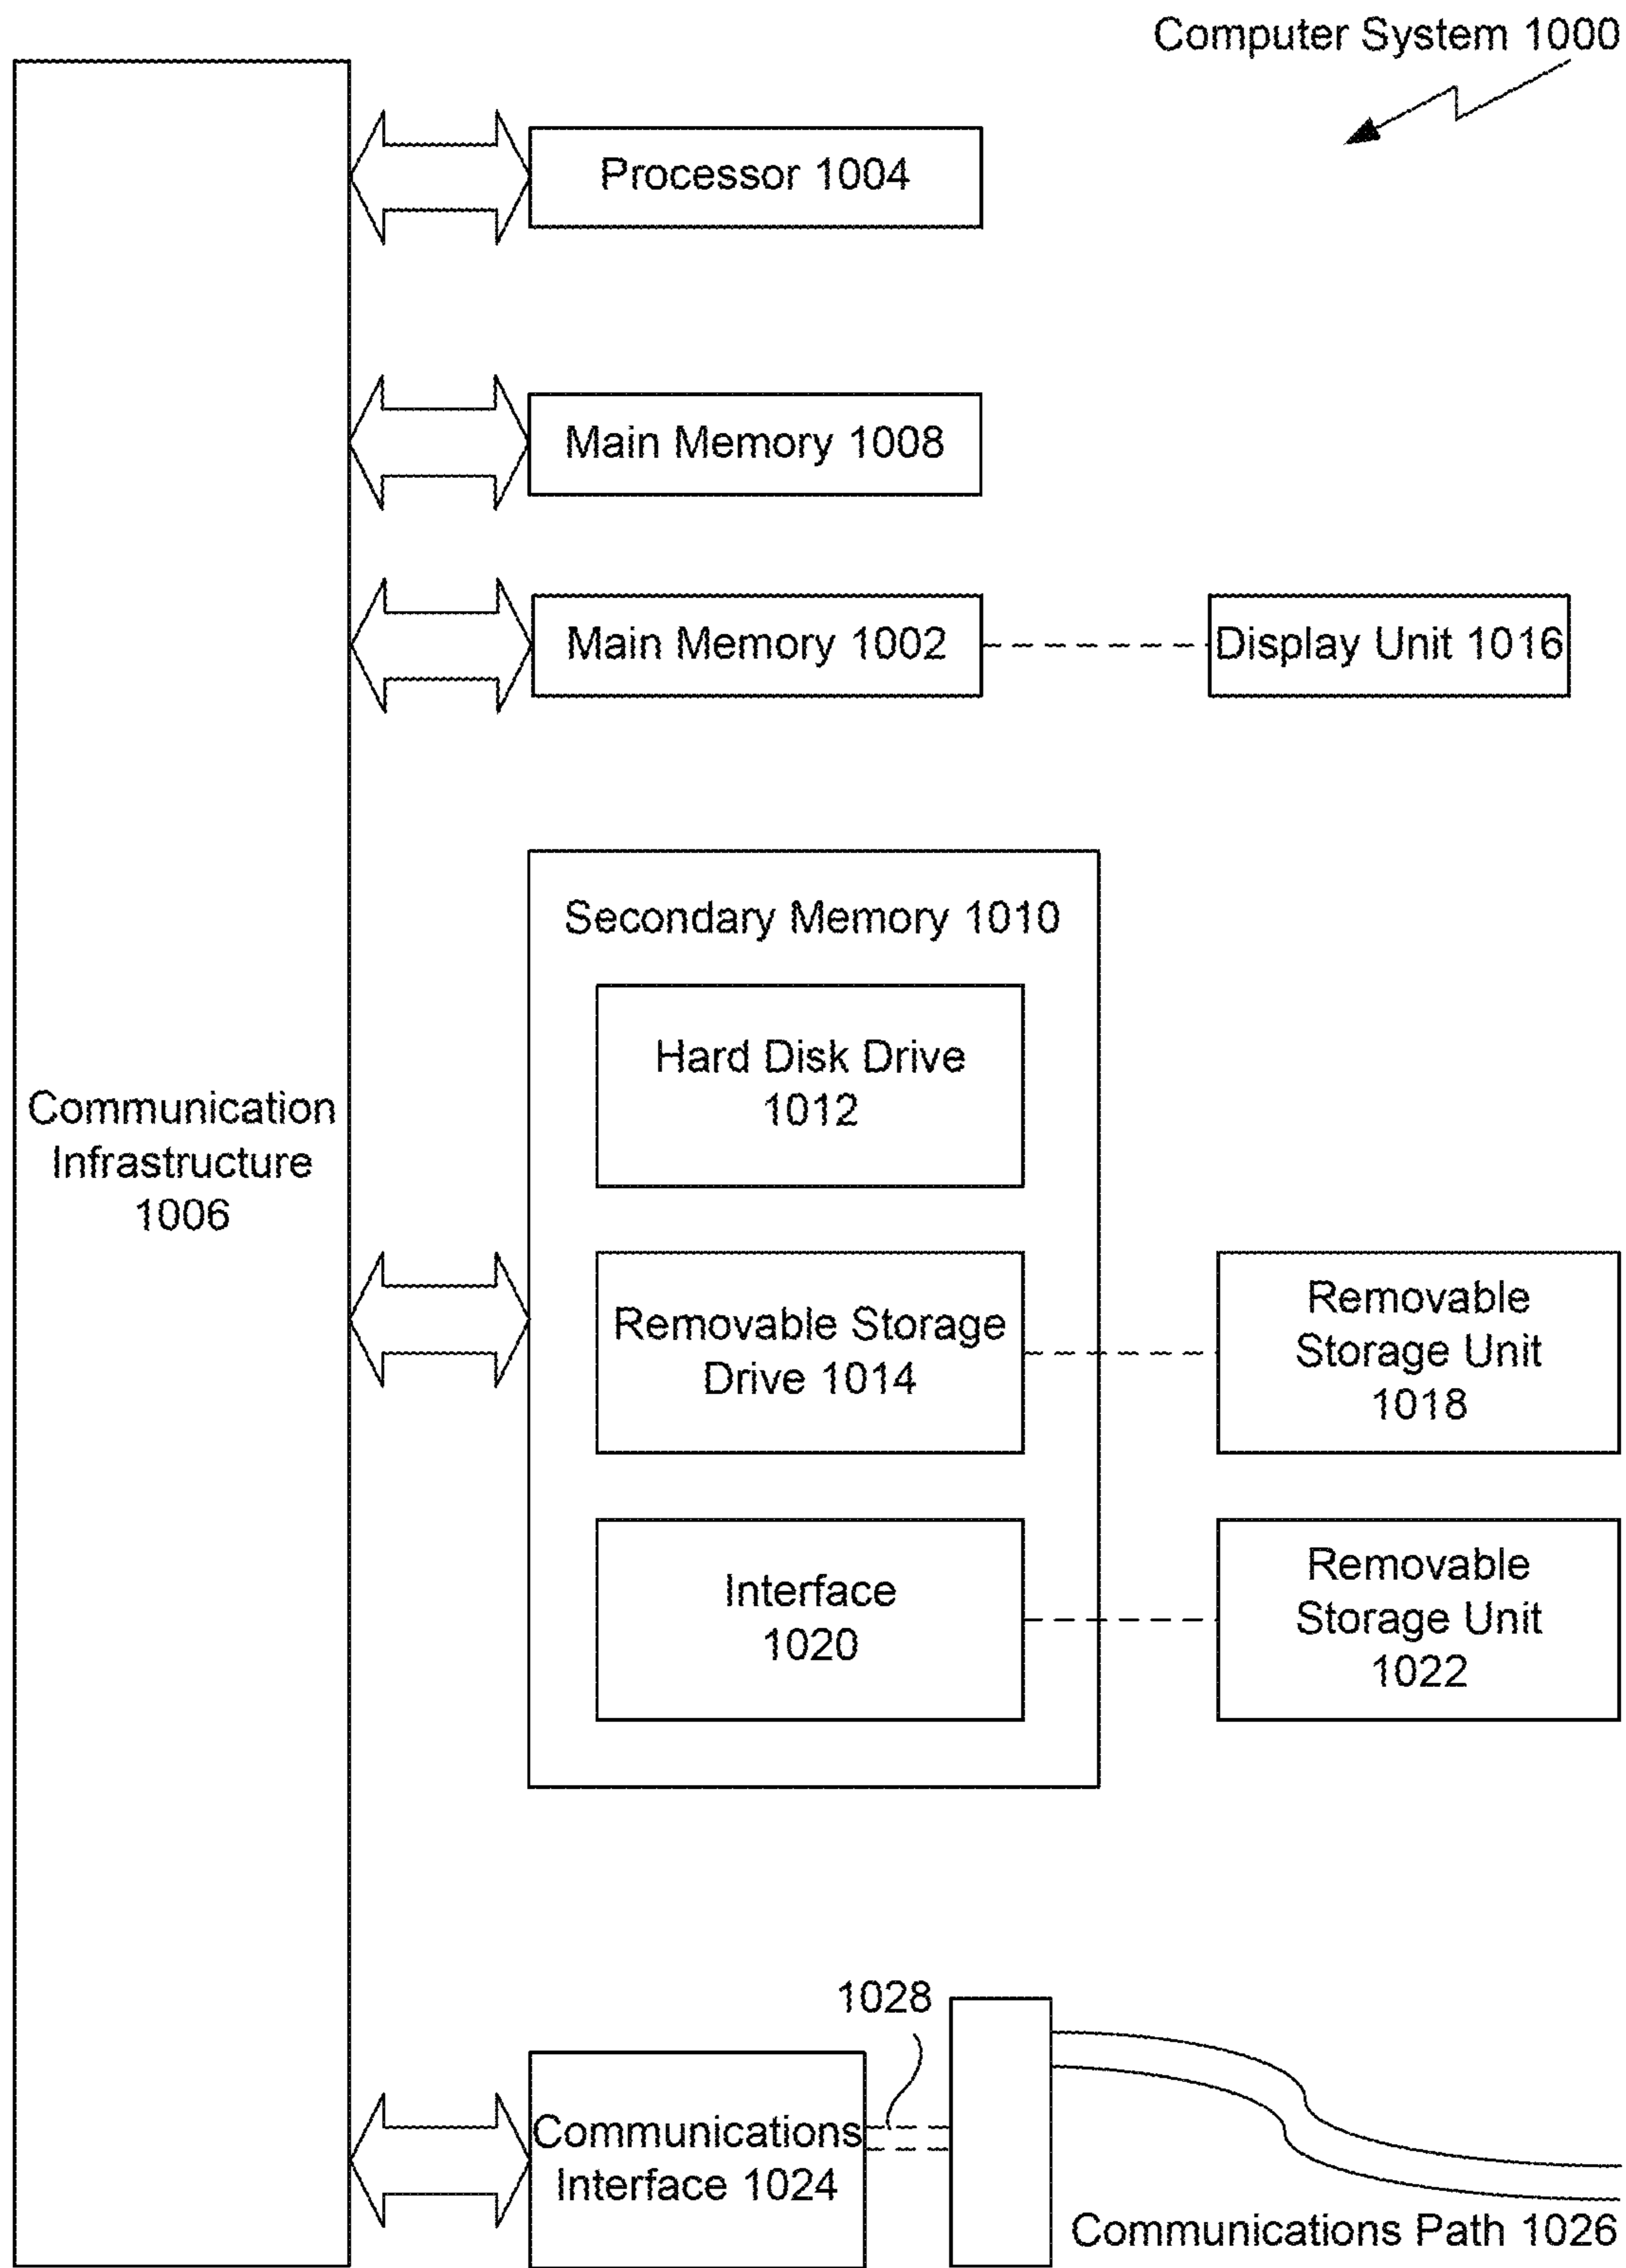 Computer System 1000
Processor 1004
Main Memory 1008
Main Memory 1002
Display Unit 1016
Secondary Memory 1010
Hard Disk Drive
1012
Communication
Infrastructure
1006
Removable Storage
Drive 1014
Removable
Storage Unit
1018
Interface
1020
Removable
Storage Unit
1022
1028
Communications
Interface 1024
Communications Path 1026